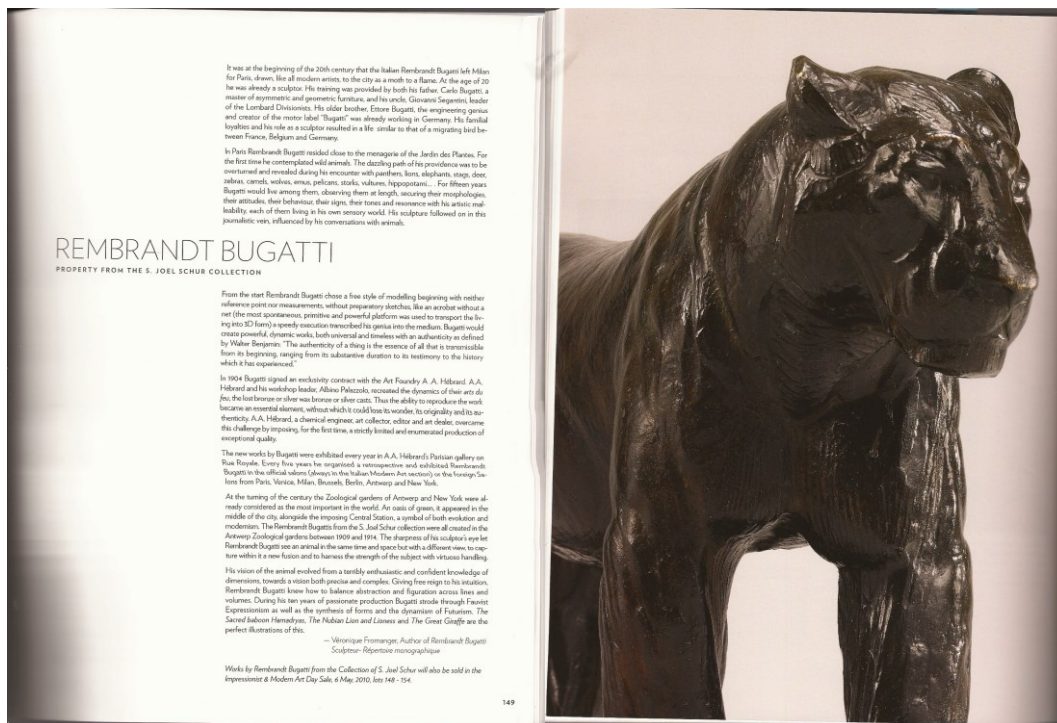 It was at the beginning of the 20th century that the Italian Rembrandt Bugatti left Milan
for Paris, drawn, like all modern artists, to the city as a moth to a flame. At the age of 20
he was already a sculptor. His training was provided by both his father, Carlo Bugatti, a
master of asymmetric and geometric furniture, and his uncle, Giovanni Segantini, leader
of the Lombard Divisionists. His older brother, Ettore Bugatti, the engineering genius
and creator of the motor label "Bugatti" was already working in Germany. His familial
loyalties and his role as a sculptor resulted in a life similar to that of a migrating bird be-
tween France, Belgium and Germany.
In Paris Rembrandt Bugatti resided close to the menagerie of the Jardin des Plantes. For
the first time he contemplated wild animals. The dazzling path of his providence was to be
overturned and revealed during his encounter with panthers, lions, elephants, stags, deer,
zebras, camels, wolves, emus, pelicans, storks, vultures, hippopotami... . For fifteen years
Bugatti would live among them, observing them at length, securing their morphologies,
their attitudes, their behaviour, their signs, their tones and resonance with his artistic mal-
leability, each of them living in his own sensory world. His sculpture followed on in this
journalistic vein, influenced by his conversations with animals.
REMBRANDT BUGATTI
PROPERTY FROM THE S. JOEL SCHUR COLLECTION
From the start Rembrandt Bugatti chose a free style of modelling beginning with neither
reference point nor measurements, without preparatory sketches, like an acrobat without a
net (the most spontaneous, primitive and powerful platform was used to transport the liv-
ing into 3D form) a speedy execution transcribed his genius into the medium. Bugatti would
create powerful, dynamic works, both universal and timeless with an authenticity as defined
by Walter Benjamin: "The authenticity of a thing is the essence of all that is transmissible
from its beginning, ranging from its substantive duration to its testimony to the history
which it has experienced."
In 1904 Bugatti signed an exclusivity contract with the Art Foundry A .A. Hébrard. A.A.
Hébrard and his workshop leader, Albino Palazzolo, recreated the dynamics of their arts du
feu, the lost bronze or silver was bronze or silver casts. Thus the ability to reproduce the work
became an essential element, without which it could lose its wonder, its originality and its au-
thenticity. A.A. Hébrard, a chemical engineer, art collector, editor and art dealer, overcame
this challenge by imposing, for the first time, a strictly limited and enumerated production of
exceptional quality.
The new works by Bugatti were exhibited every year in A.A. Hébrard's Parisian gallery on
Rue Royale. Every five years he organised a retrospective and exhibited Rembrandt
Bugatti in the official salons (always in the Italian Modern Art section) or the foreign Sa-
lons from Paris, Venice, Milan, Brussels, Berlin, Antwerp and New York.
At the turning of the century the Zoological gardens of Antwerp and New York were al-
ready considered as the most important in the world. An oasis of green, it appeared in the
middle of the city, alongside the imposing Central Station, a symbol of both evolution and
modernism. The Rembrandt Bugattis from the S. Joel Schur collection were all created in the
Antwerp Zoological gardens between 1909 and 1914. The sharpness of his sculptor's eye let
Rembrandt Bugatti see an animal in the same time and space but with a different view, to cap-
ture within it a new fusion and to harness the strength of the subject with virtuoso handling.
His vision of the animal evolved from a terribly enthusiastic and confident knowledge of
dimensions, towards a vision both precise and complex. Giving free reign to his intuition,
Rembrandt Bugatti knew how to balance abstraction and figuration across lines and
volumes. During his ten years of passionate production Bugatti strode through Fauvist
Expressionism as well as the synthesis of forms and the dynamism of Futurism. The
Sacred baboon Hamadryas, The Nubian Lion and Lioness and The Great Giraffe are the
perfect illustrations of this.
— Véronique Fromanger, Author of Rembrandt Bugatti
Sculpteur- Répertoire monographique
Works by Rembrandt Bugatti from the Collection of S. Joel Schur will also be sold in the
Impressionist & Modern Art Day Sale, 6 May, 2010, lots 148 - 154.
149